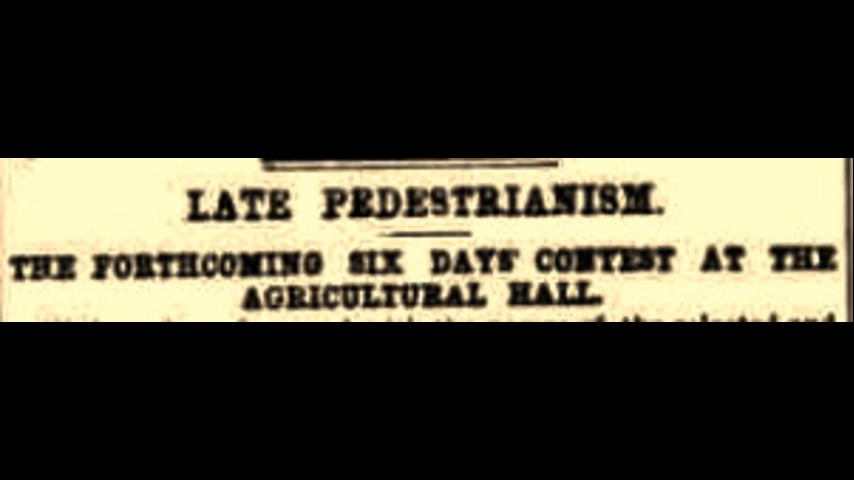 LATE PEDESTRIANISM.
THE FORTHCOMING SIX DAYS' CONTEST AT THE
AGRICULTURAL HALL.